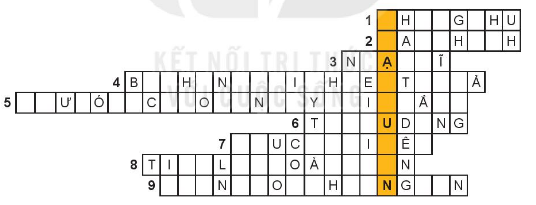 1 H G H U
2 A H H
KẾT NỐI TRI THỨC
3 N Ạ Ĩ
4 B H N I H E T À
VỚI CUỘC SỐNG
5 Ư Ớ C O N Y I Â
6 T U D N G
7 U C I Ê
8 T I L O À N
9 N O H N G N